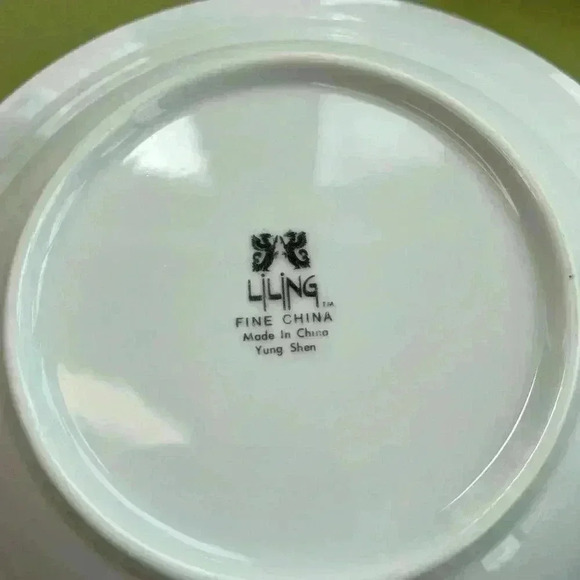 LiLiNG TM
FINE CHINA
Made In China
Yung Shen